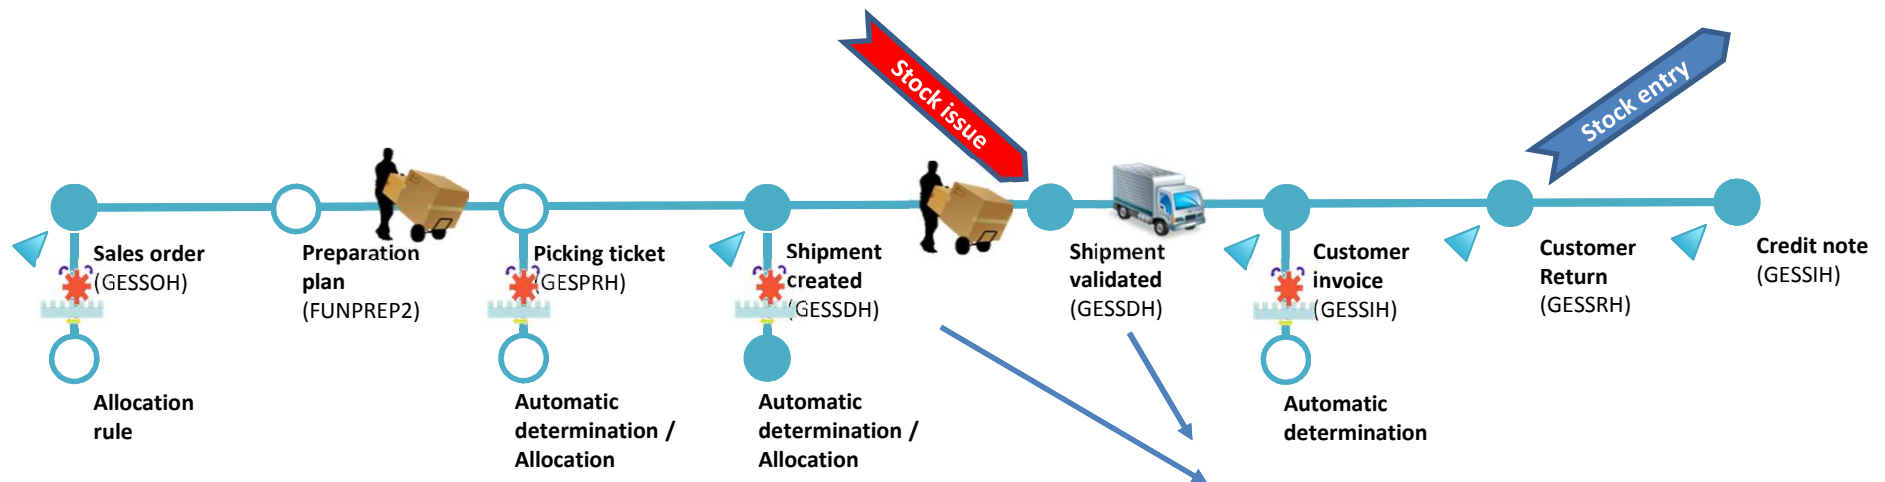 Stock issue
Stock entry
Sales order
(GESSOH)
Preparation
plan
(FUNPREP2)
Picking ticket
(GESPRH)
Shipment
created
(GESSDH)
Shipment
validated
(GESSDH)
Customer
invoice
(GESSIH)
Customer
Return
(GESSRH)
Credit note
(GESSIH)
Allocation
rule
Automatic
determination /
Allocation
Automatic
determination /
Allocation
Automatic
determination